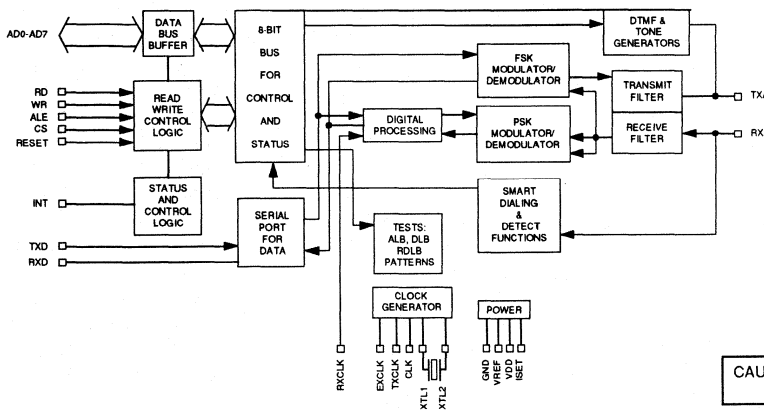 DATA
BUS
BUFFER
AD0-AD7
8-BIT
BUS
FOR
CONTROL
AND
STATUS
DTMF &
TONE
GENERATORS
FSK
MODULATOR/
DEMODULATOR
TRANSMIT
FILTER
RD
WR
ALE
CS
RESET
READ
WRITE
CONTROL
LOGIC
DIGITAL
PROCESSING
PSK
MODULATOR/
DEMODULATOR
RECEIVE
FILTER
TXA
RX
INT
STATUS
AND
CONTROL
LOGIC
SMART
DIALING
&
DETECT
FUNCTIONS
TXD
RXD
SERIAL
PORT
FOR
DATA
TESTS:
ALB, DLB
RDLB
PATTERNS
CLOCK
GENERATOR
POWER
RXCLK
EXCLK
TXCLK
CLK
XTL1
XTL2
GND
VREF
VDD
ISET
CAU